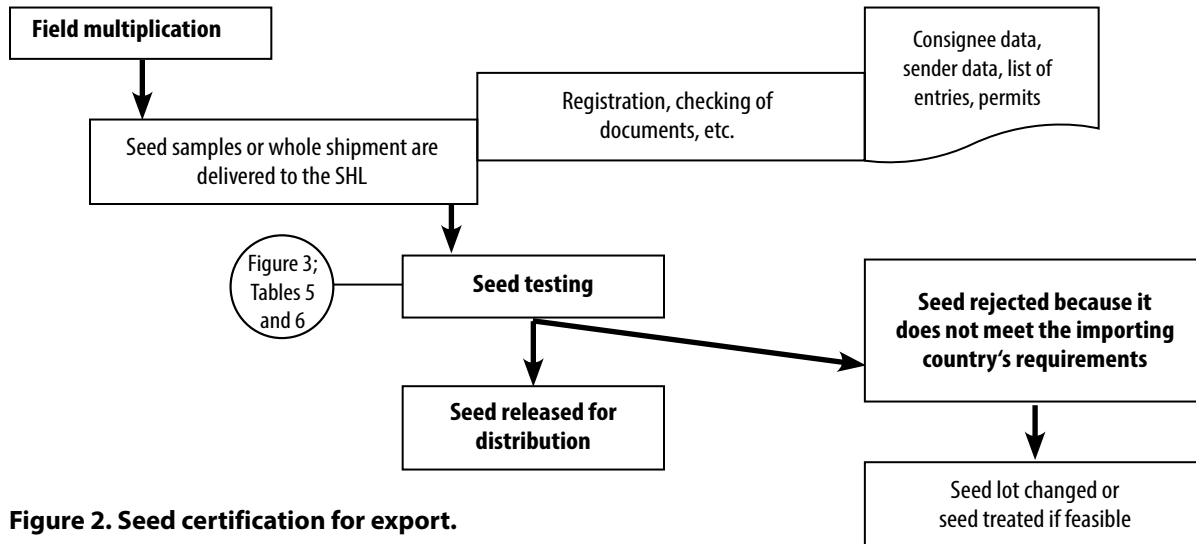 Field multiplication
Consignee data,
sender data, list of
entries, permits
Registration, checking of
documents, etc.
Seed samples or whole shipment are
delivered to the SHL
Figure 3;
Tables 5
and 6
Seed testing
Seed rejected because it
does not meet the importing
country‘s requirements
Seed released for
distribution
Seed lot changed or
seed treated if feasible
Figure 2. Seed certification for export.